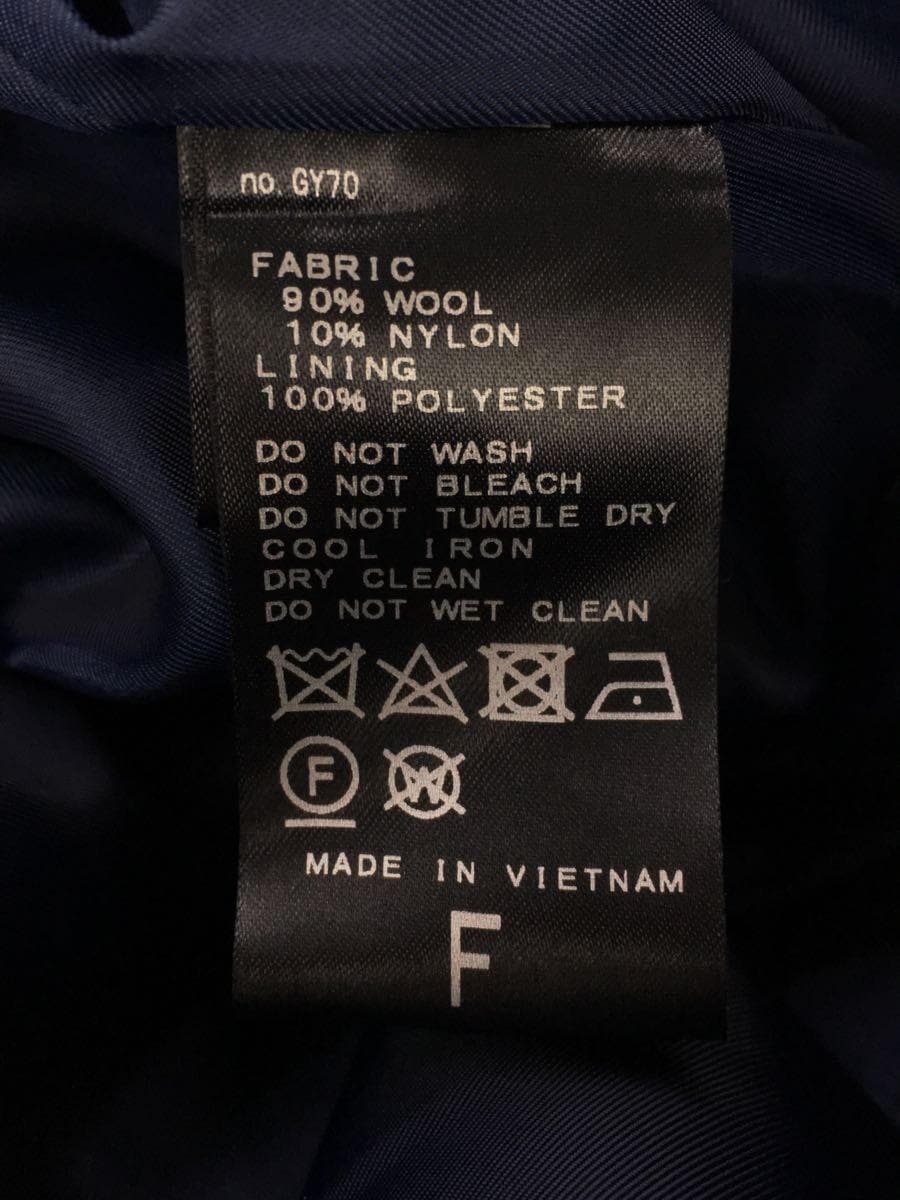 no. GY70
FABRIC
90% WOOL
10% NYLON
LINING
100% POLYESTER
DO NOT WASH
DO NOT BLEACH
DO NOT TUMBLE DRY
COOL IRON
DRY CLEAN
DO NOT WET CLEAN
F W
MADE IN VIETNAM
F